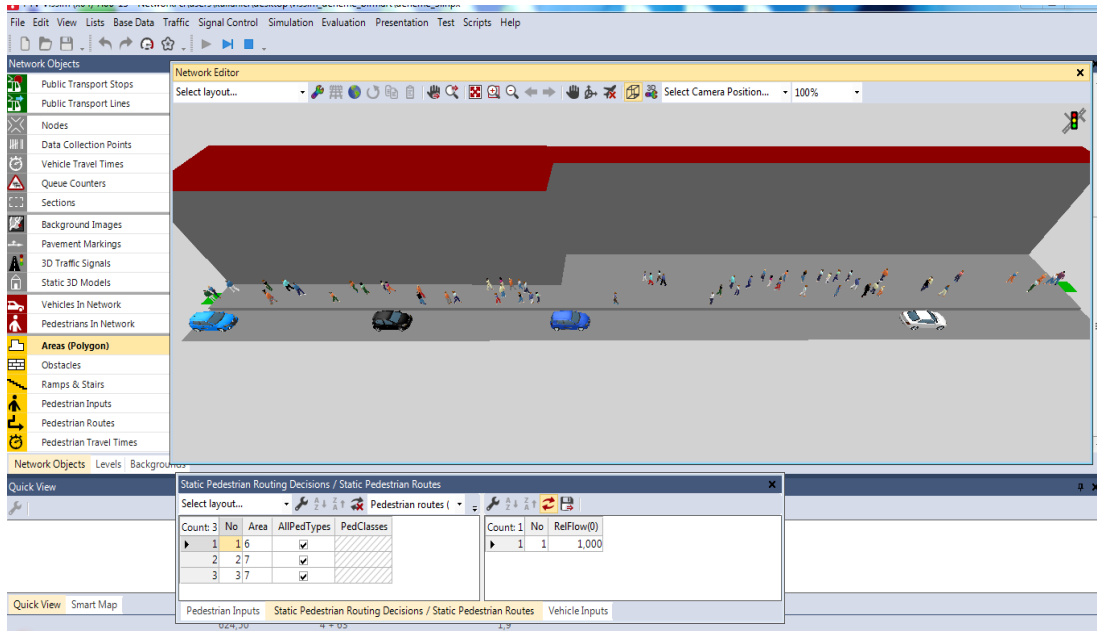 File Edit View Lists Base Data Traffic Signal Control Simulation Evaluation Presentation Test Scripts Help
Network Objects
Public Transport Stops
Public Transport Lines
Nodes
Data Collection Points
Vehicle Travel Times
Queue Counters
Sections
Background Images
Pavement Markings
3D Traffic Signals
Static 3D Models
Vehicles In Network
Pedestrians In Network
Areas (Polygon)
Obstacles
Ramps & Stairs
Pedestrian Inputs
Pedestrian Routes
Pedestrian Travel Times
Network Objects Levels
Network Editor
Select layout... Select Camera Position... 100%
Quick View
Quick View Smart Map
Static Pedestrian Routing Decisions / Static Pedestrian Routes
Select layout... Pedestrian routes (
Count: 3 No Area AllPedTypes PedClasses
1 1 6
2 2 7
3 3 7
Count: 1 No RelFlow(0)
1 1 1,000
Pedestrian Inputs Static Pedestrian Routing Decisions / Static Pedestrian Routes Vehicle Inputs